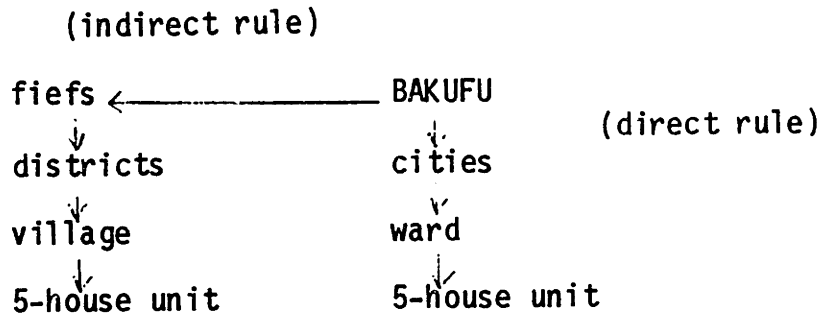 (indirect rule)
fiefs BAKUFU
(direct rule)
districts cities
village ward
5-house unit 5-house unit